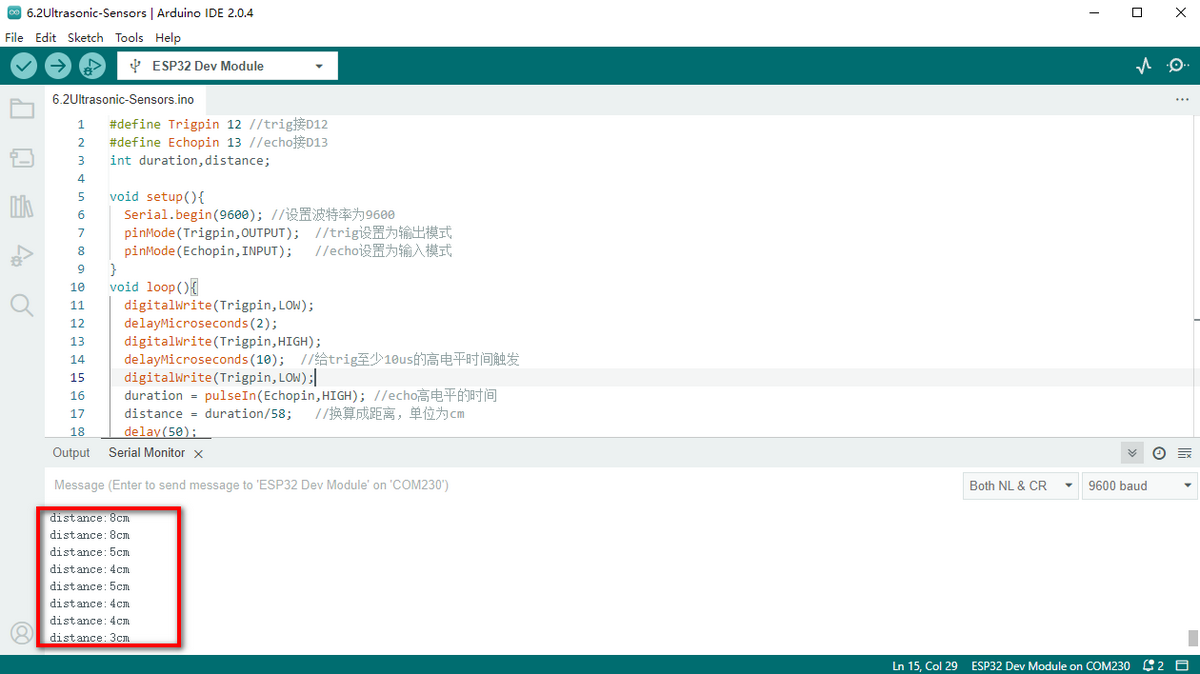 6.2Ultrasonic-Sensors | Arduino IDE 2.0.4
File Edit Sketch Tools Help
ESP32 Dev Module
6.2Ultrasonic-Sensors.ino
1 #define Trigpin 12 //trig接D12
2 #define Echopin 13 //echo接D13
3 int duration,distance;
4
5 void setup(){
6 Serial.begin(9600); //设置波特率为9600
7 pinMode(Trigpin,OUTPUT); //trig设置为输出模式
8 pinMode(Echopin,INPUT); //echo设置为输入模式
9 }
10 void loop(){
11 digitalWrite(Trigpin,LOW);
12 delayMicroseconds(2);
13 digitalWrite(Trigpin,HIGH);
14 delayMicroseconds(10); //给trig至少10us的高电平时间触发
15 digitalWrite(Trigpin,LOW);
16 duration = pulseIn(Echopin,HIGH); //echo高电平的时间
17 distance = duration/58; //换算成距离，单位为cm
18 delay(50);
Output Serial Monitor
Message (Enter to send message to 'ESP32 Dev Module' on 'COM230')
Both NL & CR 9600 baud
distance:8cm
distance:8cm
distance:5cm
distance:4cm
distance:5cm
distance:4cm
distance:4cm
distance:3cm
Ln 15, Col 29 ESP32 Dev Module on COM230 2